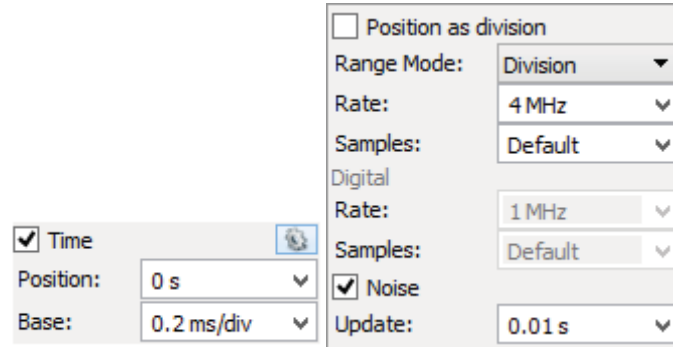 Time
Position: 0 s
Base: 0.2 ms/div
Position as division
Range Mode: Division
Rate: 4 MHz
Samples: Default
Digital
Rate: 1 MHz
Samples: Default
Noise
Update: 0.01 s